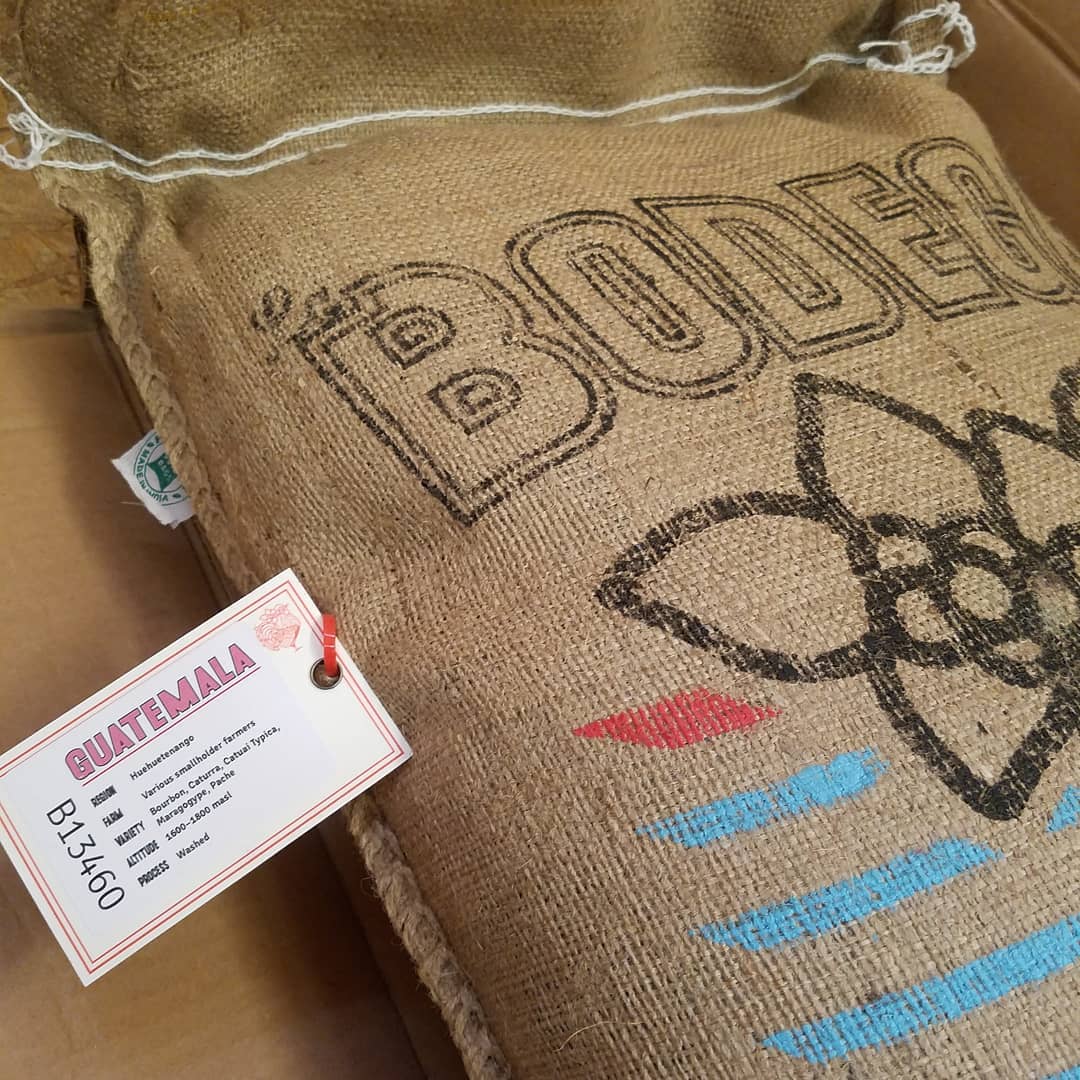 Las
BODEG
GUATEMALA
REGION Huehuetenango
FARM Various smallholder farmers
VARIETY Bourbon, Caturra, Catuai Typica,
Maragogype, Pache
ALTITUDE 1600-1800 masl
PROCESS Washed
B13460